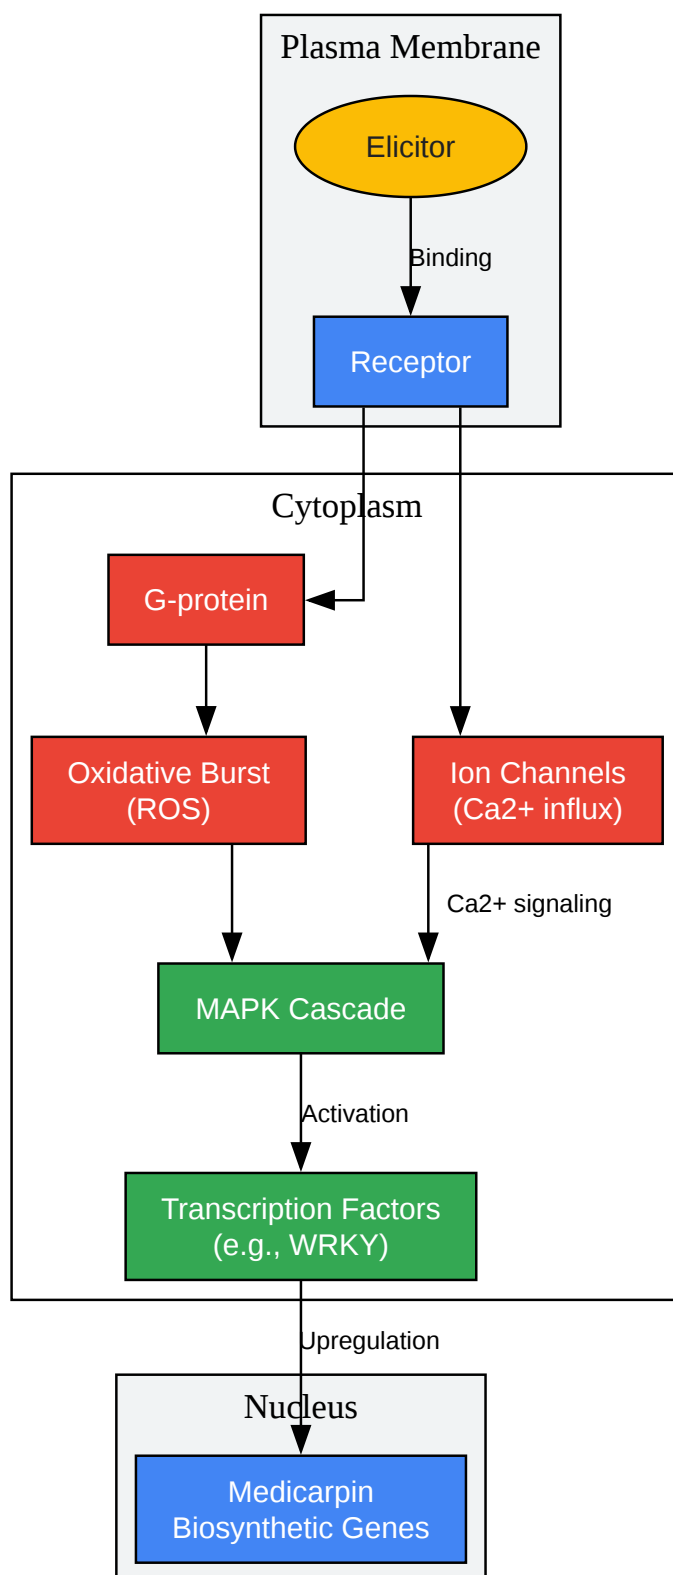 Plasma Membrane
Elicitor
Binding
Receptor
Cytoplasm
G-protein
Oxidative Burst
(ROS)
Ion Channels
(Ca2+ influx)
Ca2+ signaling
MAPK Cascade
Activation
Transcription Factors
(e.g., WRKY)
Upregulation
Nucleus
Medicarpin
Biosynthetic Genes